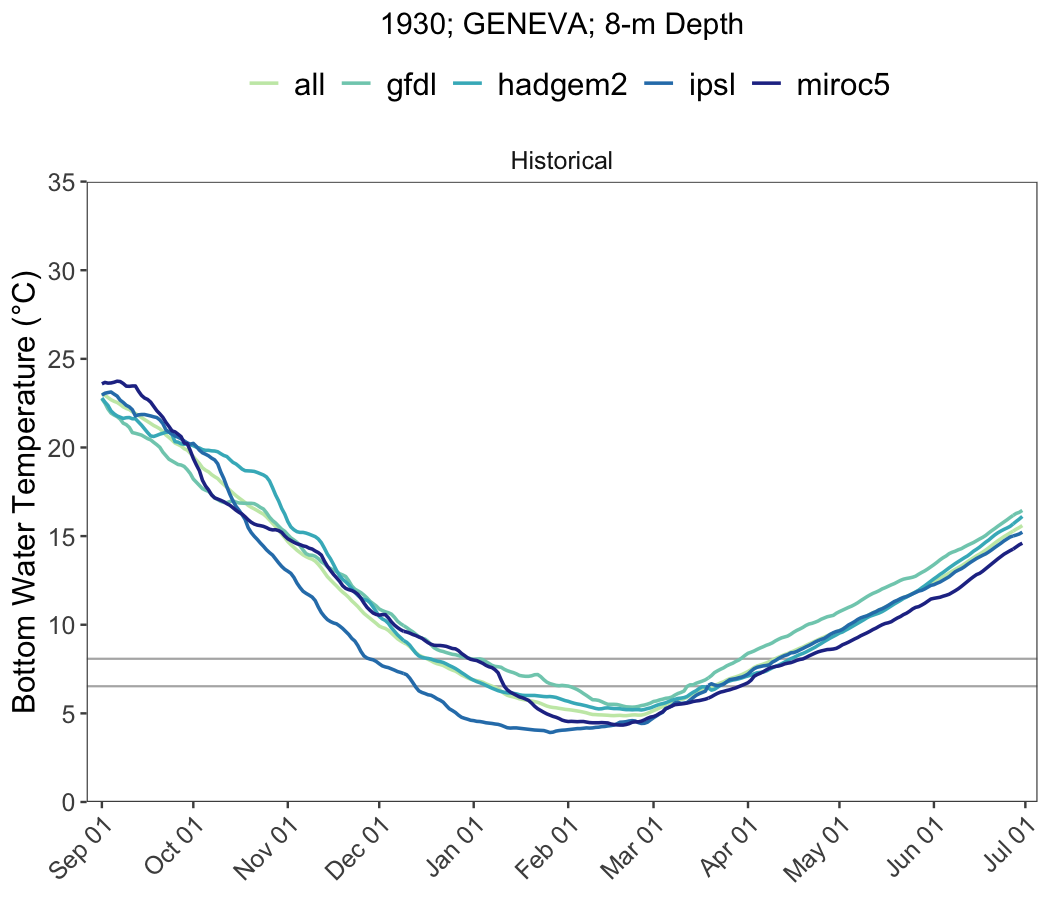 1930; GENEVA; 8-m Depth
all gfdl hadgem2 ipsl miroc5
Historical
Bottom Water Temperature (°C)
35
30
25
20
15
10
5
0
Sep 01 Oct 01 Nov 01 Dec 01 Jan 01 Feb 01 Mar 01 Apr 01 May 01 Jun 01 Jul 01